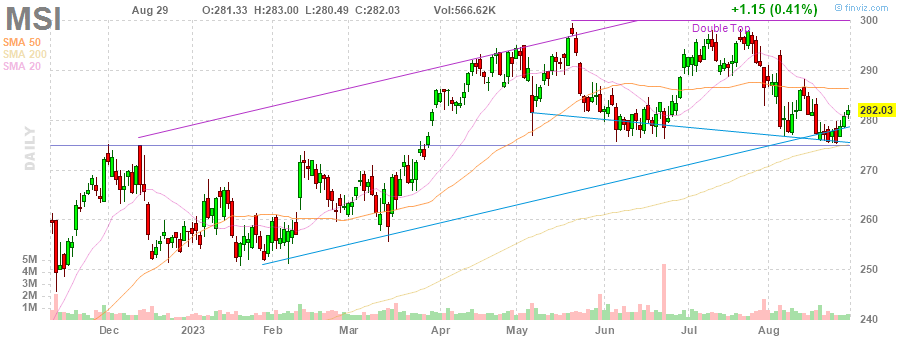 MSI
Aug 29 O:281.33 H:283.00 L:280.49 C:282.03 Vol:566.62K +1.15 (0.41%)
finviz.com
SMA 50
SMA 200
SMA 20
Double Top
300
290
282.03
280
270
260
250
240
DAILY
5M
4M
3M
2M
1M
Dec 2023 Feb Mar Apr May Jun Jul Aug